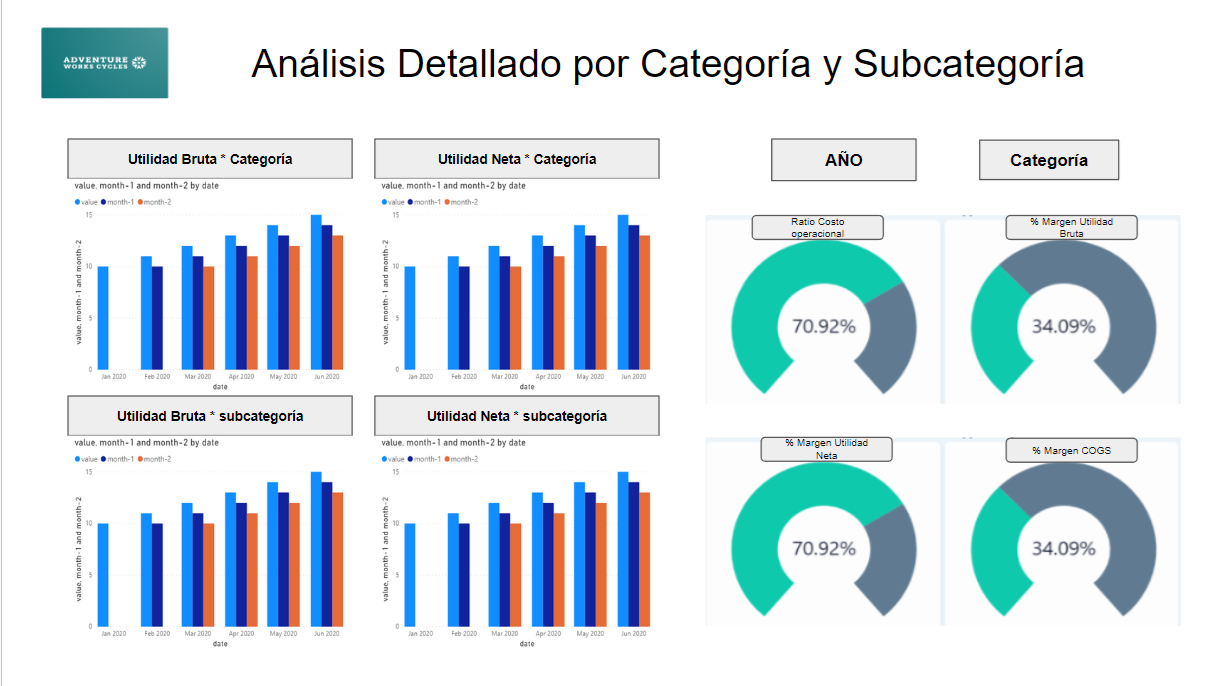 ADVENTURE
WORKS CYCLES
Análisis Detallado por Categoría y Subcategoría
Utilidad Bruta * Categoría
value, month-1 and month-2 by date
value month-1 month-2
value, month-1 and month-2
15
10
5
0
Jan 2020 Feb 2020 Mar 2020 Apr 2020 May 2020 Jun 2020
date
Utilidad Neta * Categoría
value, month-1 and month-2 by date
value month-1 month-2
value, month-1 and month-2
15
10
5
0
Jan 2020 Feb 2020 Mar 2020 Apr 2020 May 2020 Jun 2020
date
Utilidad Bruta * subcategoría
value, month-1 and month-2 by date
value month-1 month-2
value, month-1 and month-2
15
10
5
0
Jan 2020 Feb 2020 Mar 2020 Apr 2020 May 2020 Jun 2020
date
Utilidad Neta * subcategoría
value, month-1 and month-2 by date
value month-1 month-2
value, month-1 and month-2
15
10
5
0
Jan 2020 Feb 2020 Mar 2020 Apr 2020 May 2020 Jun 2020
date
AÑO
Categoría
Ratio Costo
operacional
70.92%
% Margen Utilidad
Bruta
34.09%
% Margen Utilidad
Neta
70.92%
% Margen COGS
34.09%